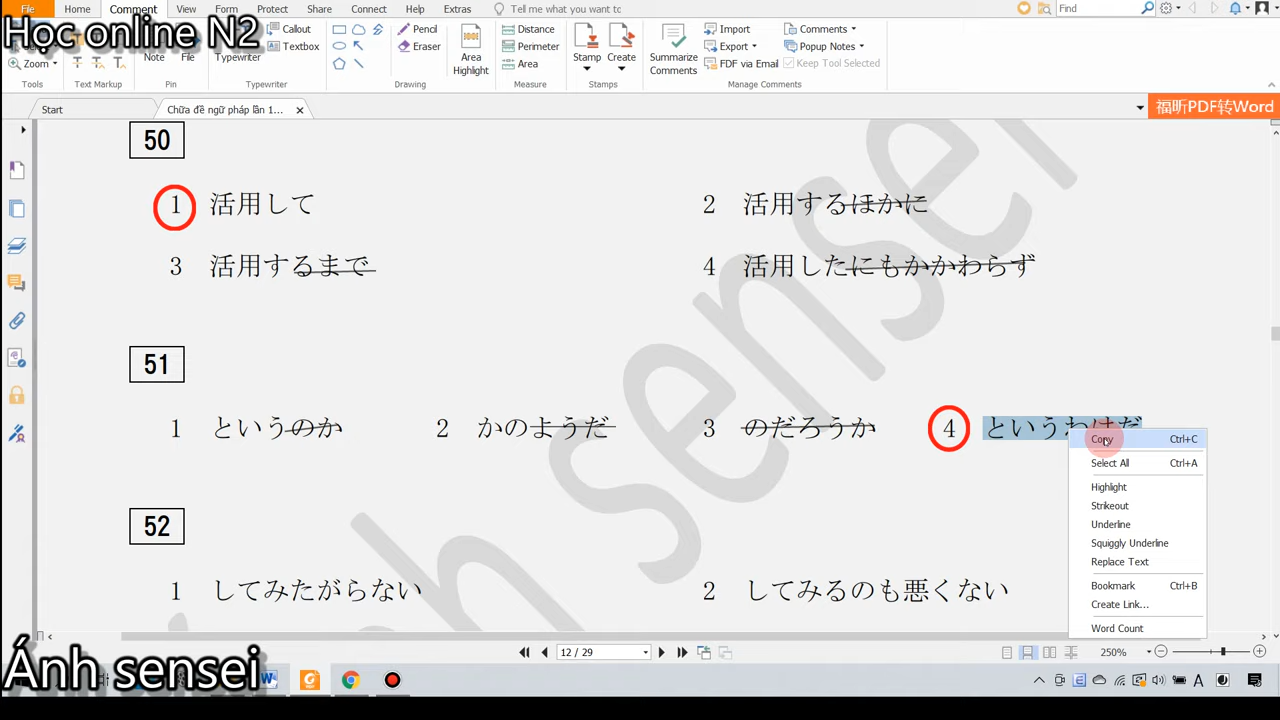 File Home Comment View Form Protect Share Connect Help Extras Tell me what you want to do Find
Học online N2
Callout
Textbox
Pencil
Eraser
Distance
Perimeter
Area
Import
Export
FDF via Email
Comments
Popup Notes
Keep Tool Selected
Zoom
Typewriter
Note
File
Area Highlight
Stamp
Create
Summarize Comments
Tools Text Markup Typewriter Drawing Measure Stamps Manage Comments
Start
Chữa đề ngữ pháp lần 1...
福昕PDF转Word
50
1 活用して
2 活用するほかに
3 活用するまで
4 活用したにもかかわらず
51
1 というのか
2 かのようだ
3 のだろうか
4 というわけだ
Copy Ctrl+C
Select All Ctrl+A
Highlight
Strikeout
Underline
Squiggly Underline
Replace Text
Bookmark Ctrl+B
Create Link...
Word Count
52
1 してみたがらない
2 してみるのも悪くない
12 / 29
250%
Ánh sensei